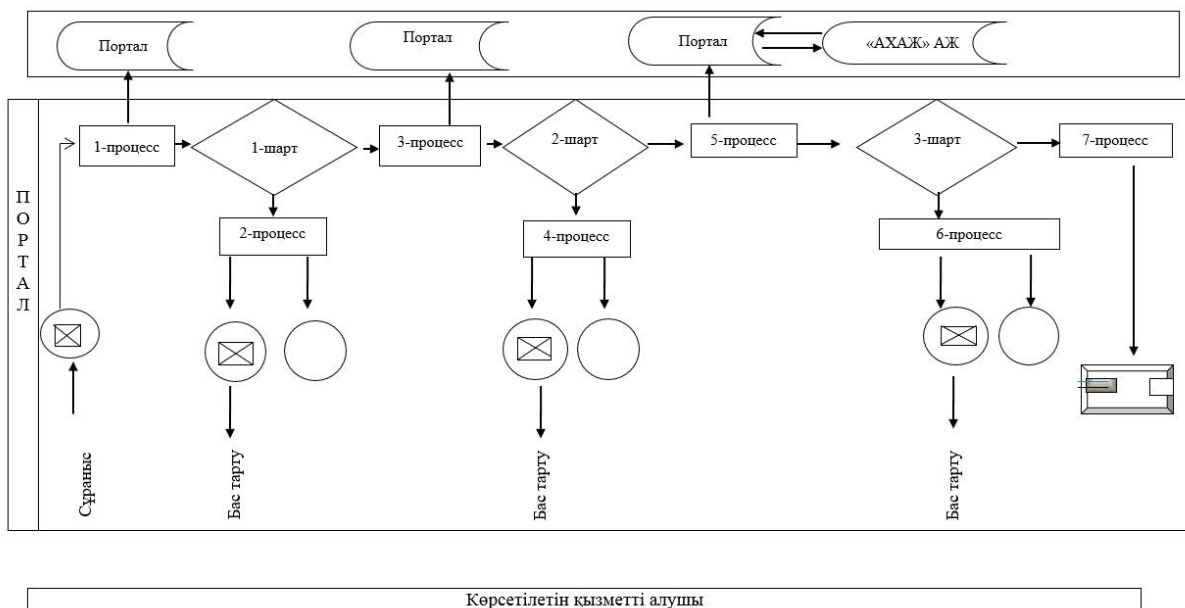 Портал
Портал
Портал
«АХАЖ» АЖ
ПОРТАЛ
1-процесс
1-шарт
3-процесс
2-шарт
5-процесс
3-шарт
7-процесс
2-процесс
4-процесс
6-процесс
Сұраныс
Бас тарту
Бас тарту
Бас тарту
Көрсетілетін қызметті алушы